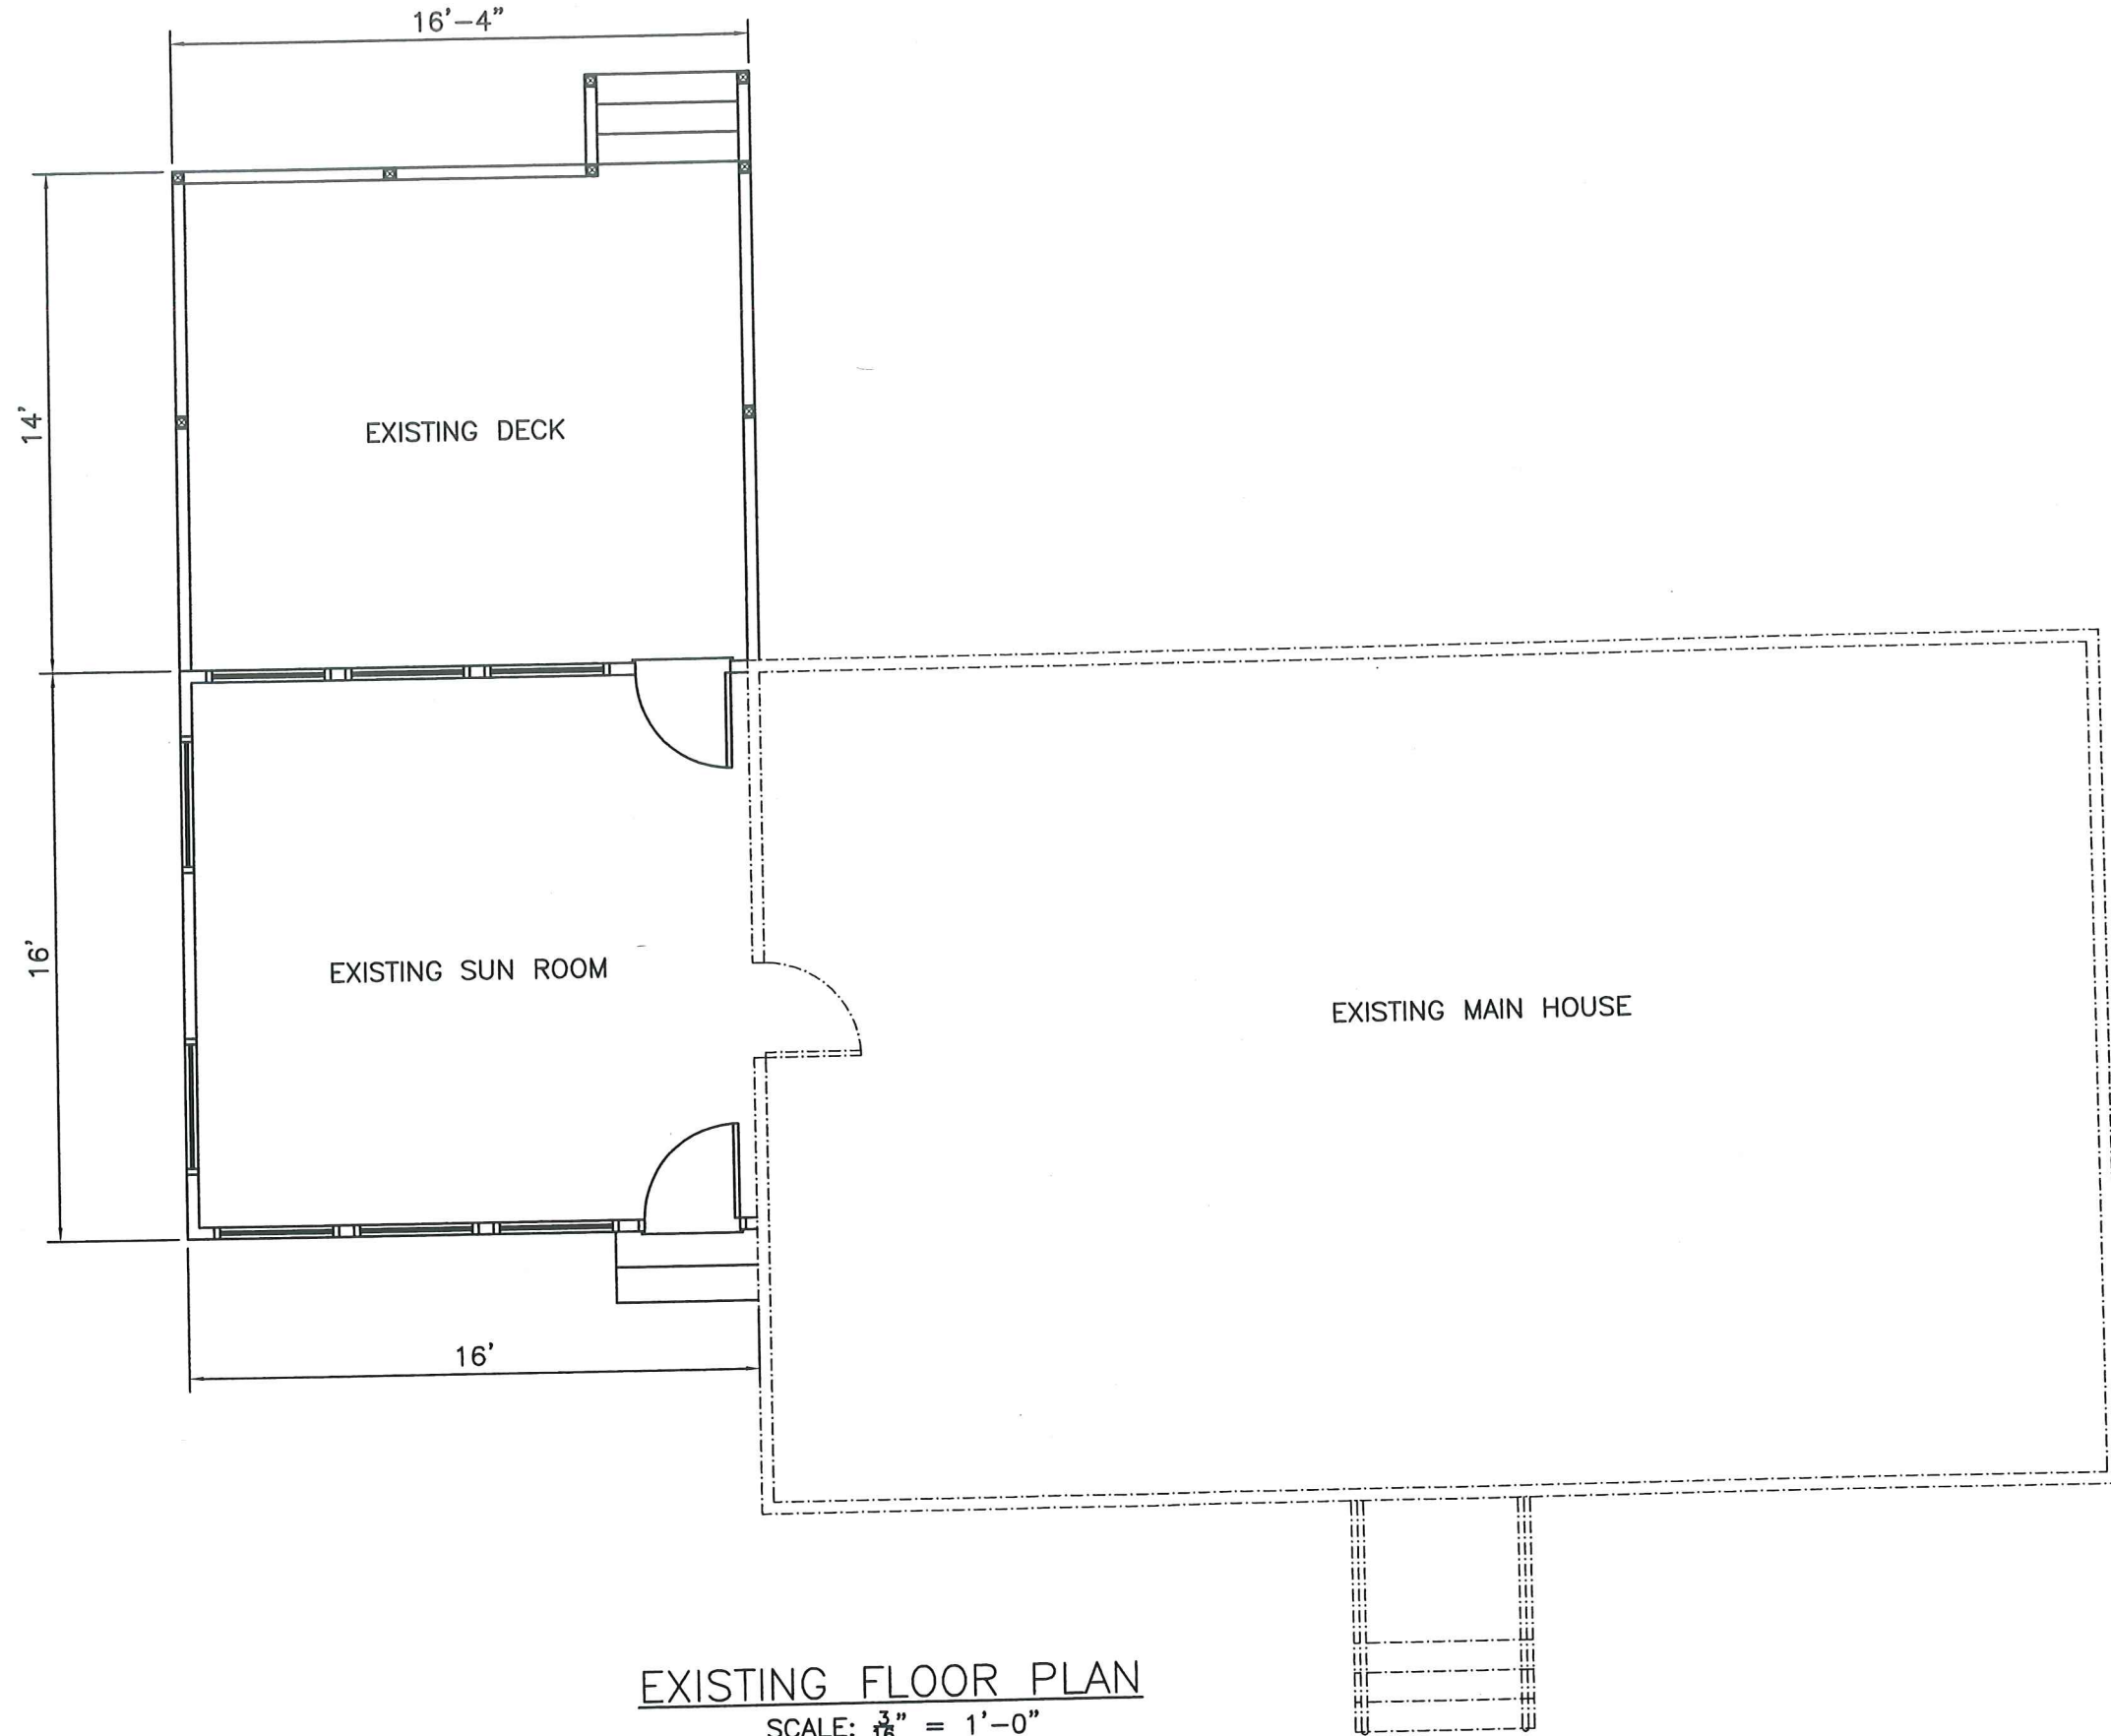 16'-4"
14'
EXISTING DECK
16'
EXISTING SUN ROOM
EXISTING MAIN HOUSE
16'
EXISTING FLOOR PLAN
SCALE: 3/16" = 1'-0"